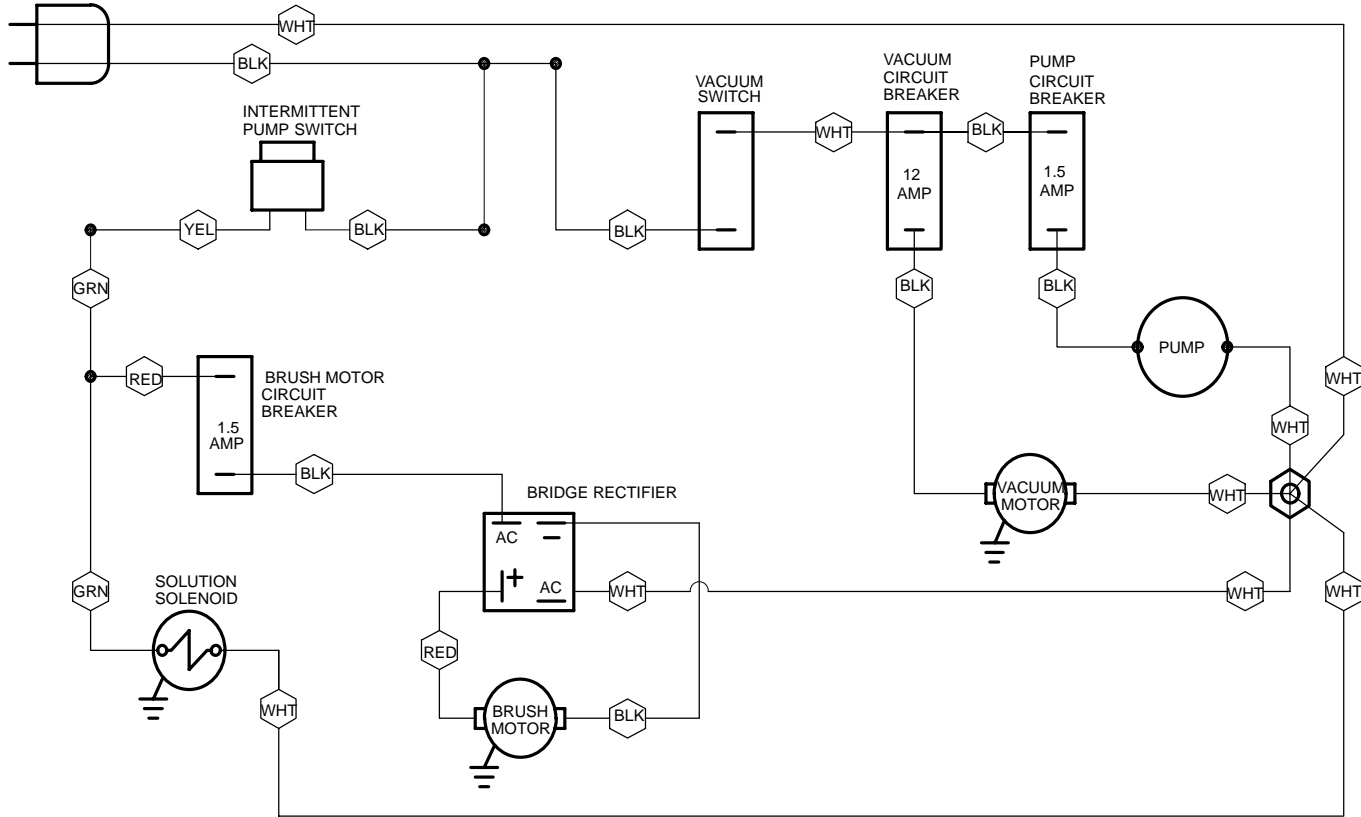 WHT
BLK
INTERMITTENT
PUMP SWITCH
VACUUM
SWITCH
VACUUM
CIRCUIT
BREAKER
PUMP
CIRCUIT
BREAKER
WHT
BLK
12
AMP
1.5
AMP
YEL
BLK
BLK
GRN
BLK
BLK
PUMP
RED
BRUSH MOTOR
CIRCUIT
BREAKER
1.5
AMP
WHT
WHT
BLK
BRIDGE RECTIFIER
VACUUM
MOTOR
WHT
AC
−
+
AC
GRN
SOLUTION
SOLENOID
WHT
WHT
WHT
RED
WHT
BRUSH
MOTOR
BLK